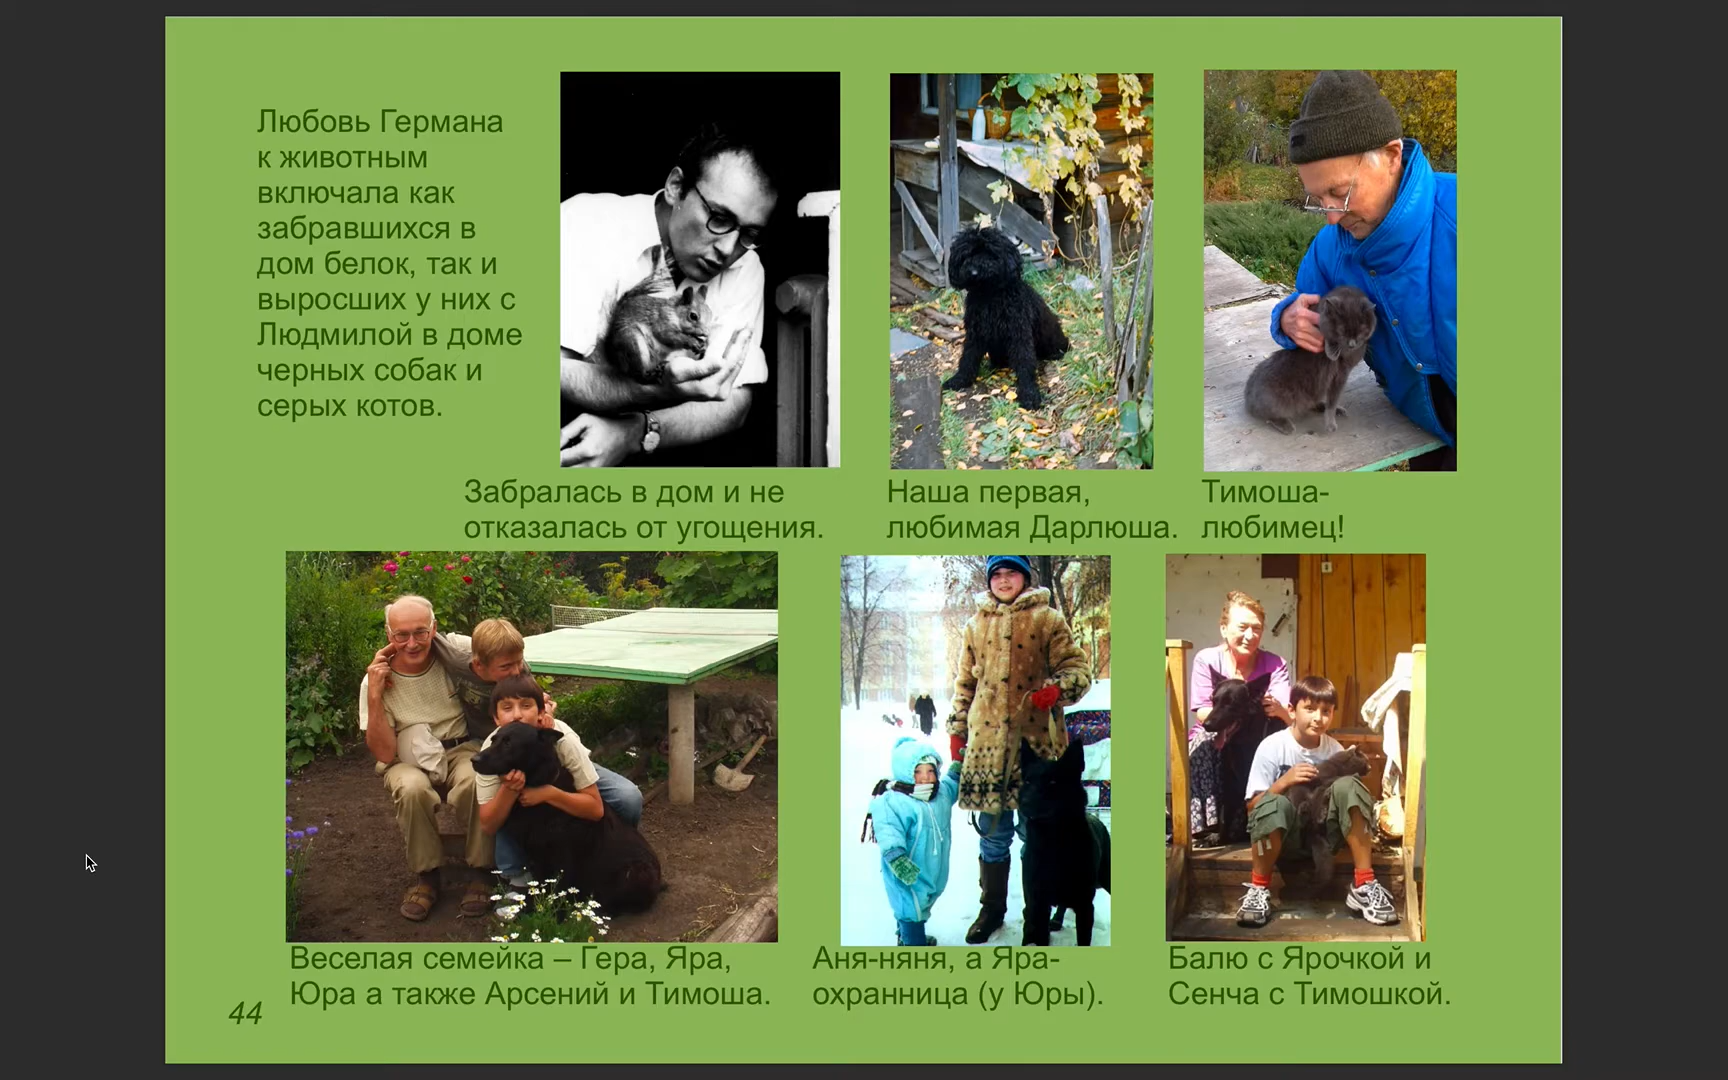 Любовь Германа
к животным
включала как
забравшихся в
дом белок, так и
выросших у них с
Людмилой в доме
черных собак и
серых котов.
Забралась в дом и не
отказалась от угощения.
Наша первая,
любимая Дарлюша.
Тимоша-
любимец!
Веселая семейка – Гера, Яра,
Юра а также Арсений и Тимоша.
Аня-няня, а Яра-
охранница (у Юры).
Балю с Ярочкой и
Сенча с Тимошкой.
44